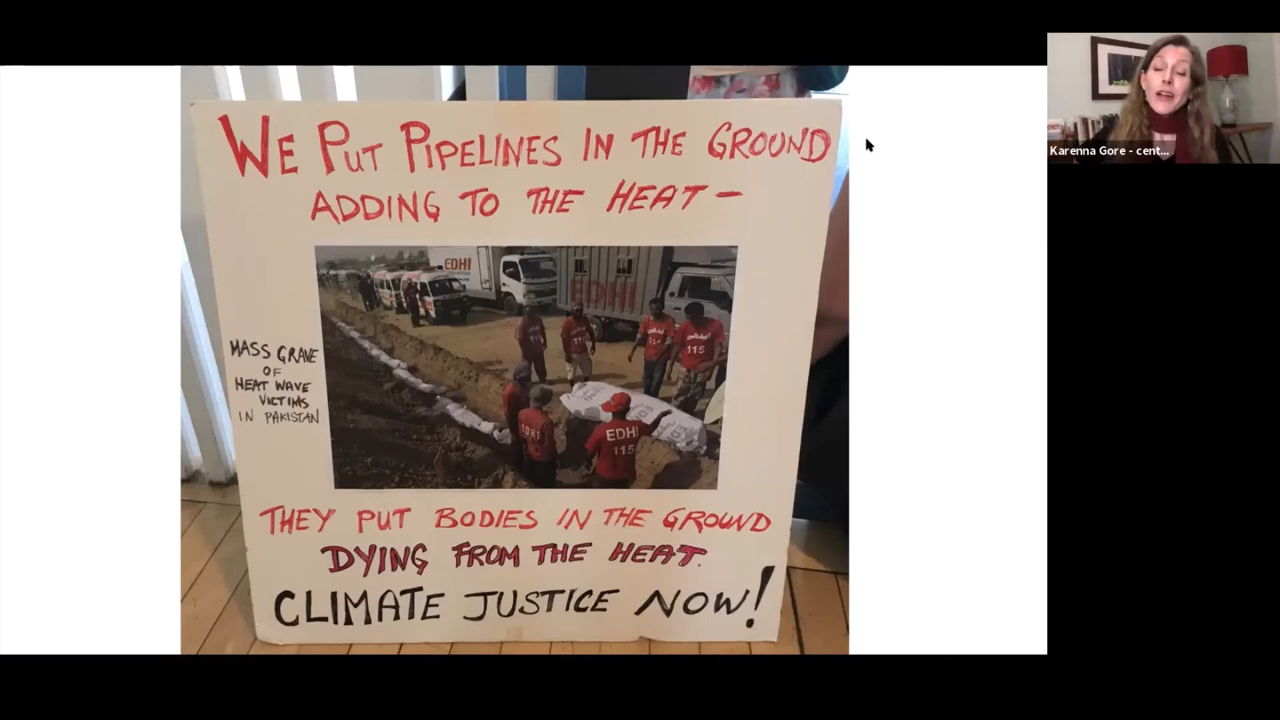 WE PUT PIPELINES IN THE GROUND
ADDING TO THE HEAT –
MASS GRAVE
OF
HEAT WAVE
VICTIMS
IN PAKISTAN
EDHI
EDHI
115
115
EDHI
EDHI
115
THEY PUT BODIES IN THE GROUND
DYING FROM THE HEAT.
CLIMATE JUSTICE NOW!
Karenna Gore - cent...